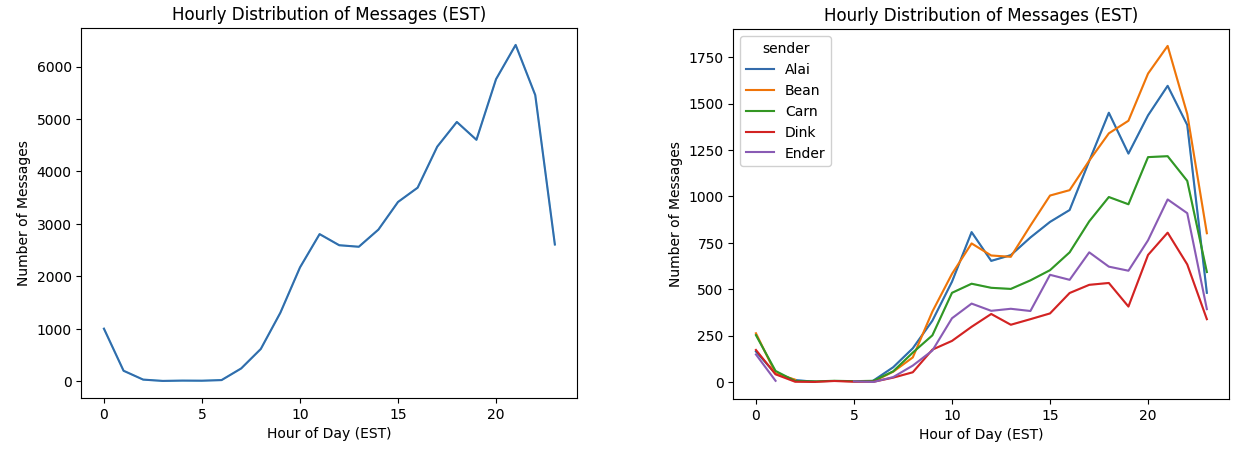 Hourly Distribution of Messages (EST)
Number of Messages
6000
5000
4000
3000
2000
1000
0
0 5 10 15 20
Hour of Day (EST)
Hourly Distribution of Messages (EST)
sender
Alai
Bean
Carn
Dink
Ender
Number of Messages
1750
1500
1250
1000
750
500
250
0
0 5 10 15 20
Hour of Day (EST)